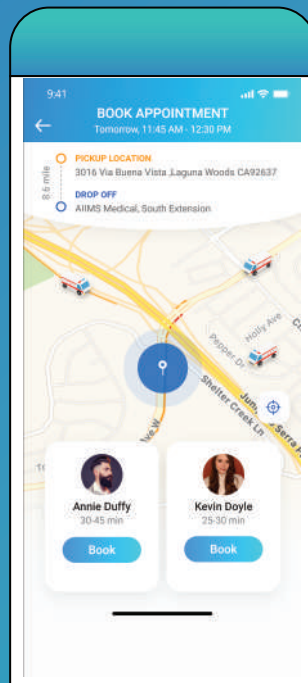 9:41
BOOK APPOINTMENT
Tomorrow, 11:45 AM - 12:30 PM
PICKUP LOCATION
3016 Via Buena Vista ,Laguna Woods CA92637
8.6 mile
DROP OFF
AIIMS Medical, South Extension
Holly Ave
Pepper Dr
Shelter Creek Ln
Serra
Ave W
Annie Duffy
30-45 min
Book
Kevin Doyle
25-30 min
Book